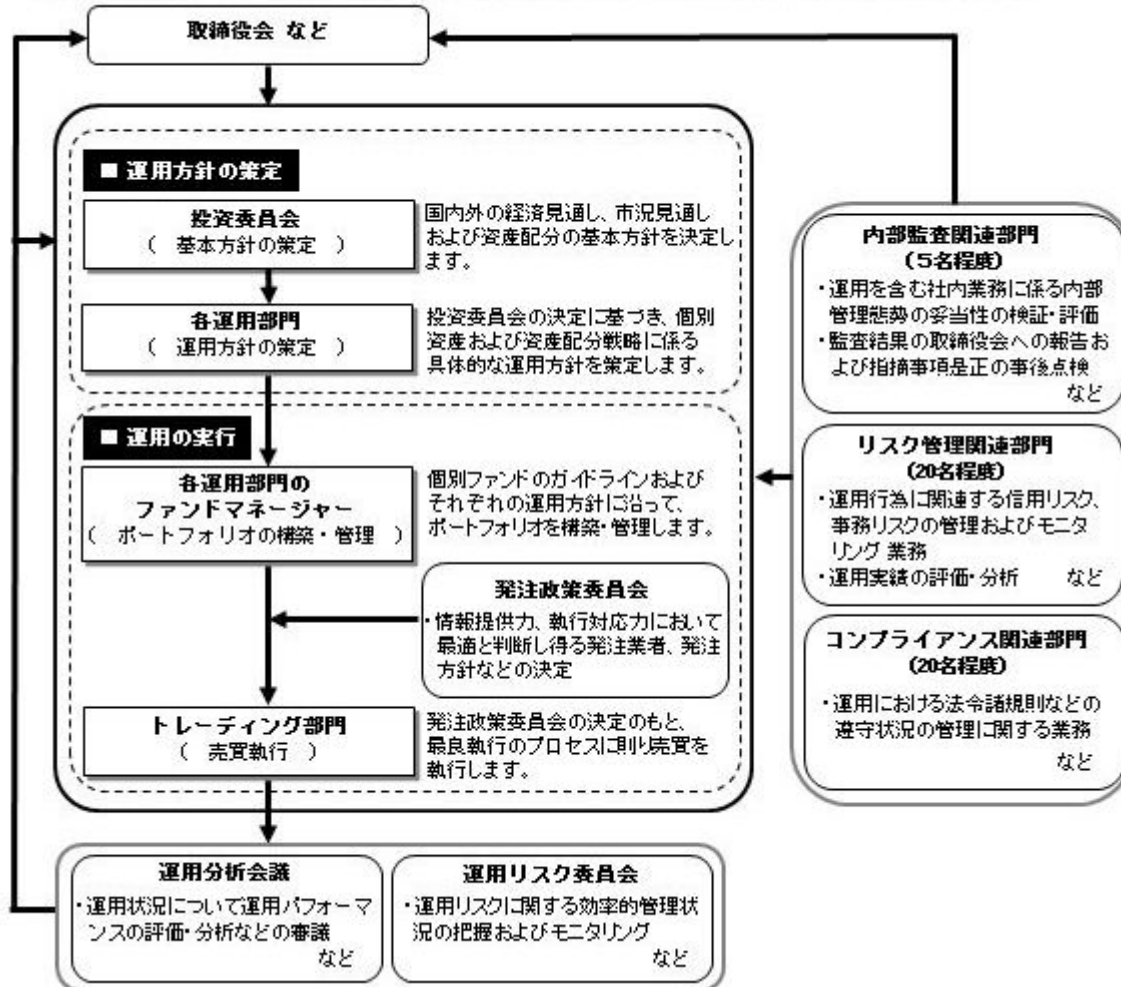 取締役会 など
■ 運用方針の策定
投資委員会
( 基本方針の策定 )
国内外の経済見通し、市況見通し
および資産配分の基本方針を決定し
ます。
各運用部門
( 運用方針の策定 )
投資委員会の決定に基づき、個別
資産および資産配分戦略に係る
具体的な運用方針を策定します。
■ 運用の実行
各運用部門の
ファンドマネージャー
( ポートフォリオの構築・管理 )
個別ファンドのガイドラインおよび
それぞれの運用方針に沿って、
ポートフォリオを構築・管理します。
発注政策委員会
・情報提供力、執行対応力において
最適と判断し得る発注業者、発注
方針などの決定
トレーディング部門
( 売買執行 )
発注政策委員会の決定のもと、
最良執行のプロセスに則り売買を
執行します。
運用分析会議
・運用状況について運用パフォーマ
ンスの評価・分析などの審議
など
運用リスク委員会
・運用リスクに関する効率的管理状
況の把握およびモニタリング
など
内部監査関連部門
(5名程度)
・運用を含む社内業務に係る内部
管理態勢の妥当性の検証・評価
・監査結果の取締役会への報告お
よび指摘事項是正の事後点検
など
リスク管理関連部門
(20名程度)
・運用行為に関連する信用リスク、
事務リスクの管理およびモニタ
リング 業務
・運用実績の評価・分析 など
コンプライアンス関連部門
(20名程度)
・運用における法令諸規則などの
遵守状況の管理に関する業務
など